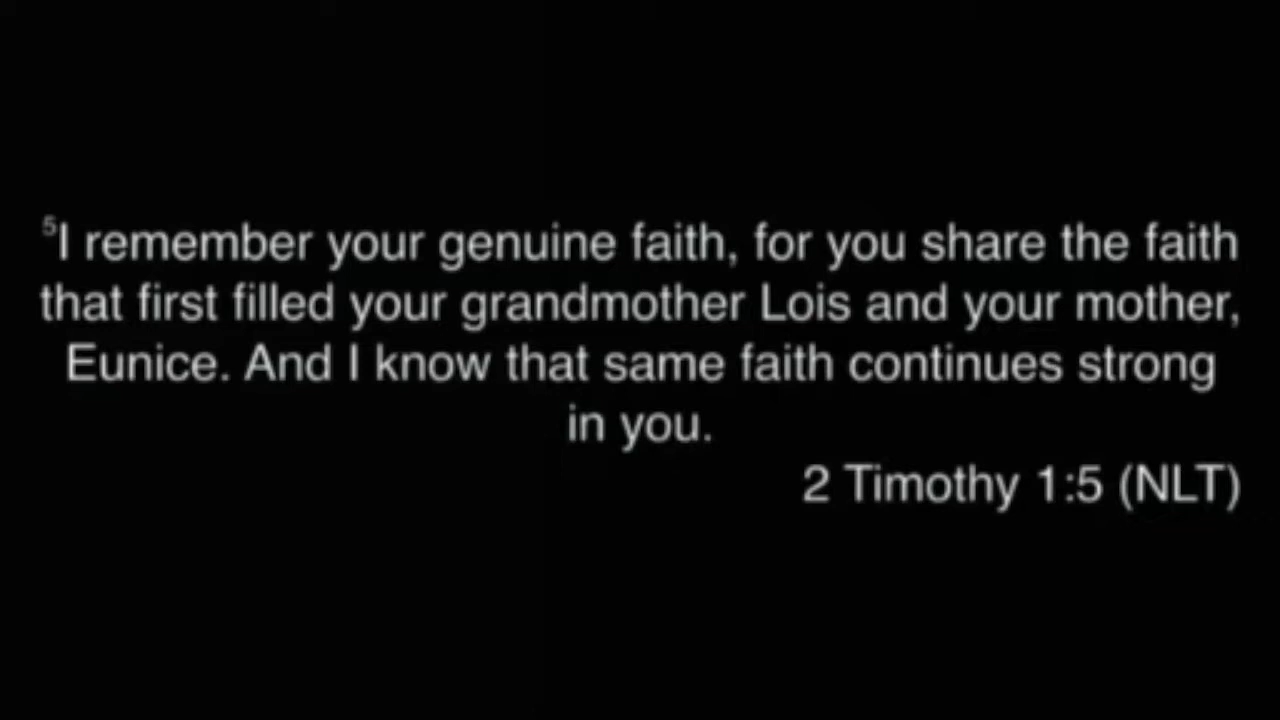 ⁵I remember your genuine faith, for you share the faith
that first filled your grandmother Lois and your mother,
Eunice. And I know that same faith continues strong
in you.
2 Timothy 1:5 (NLT)